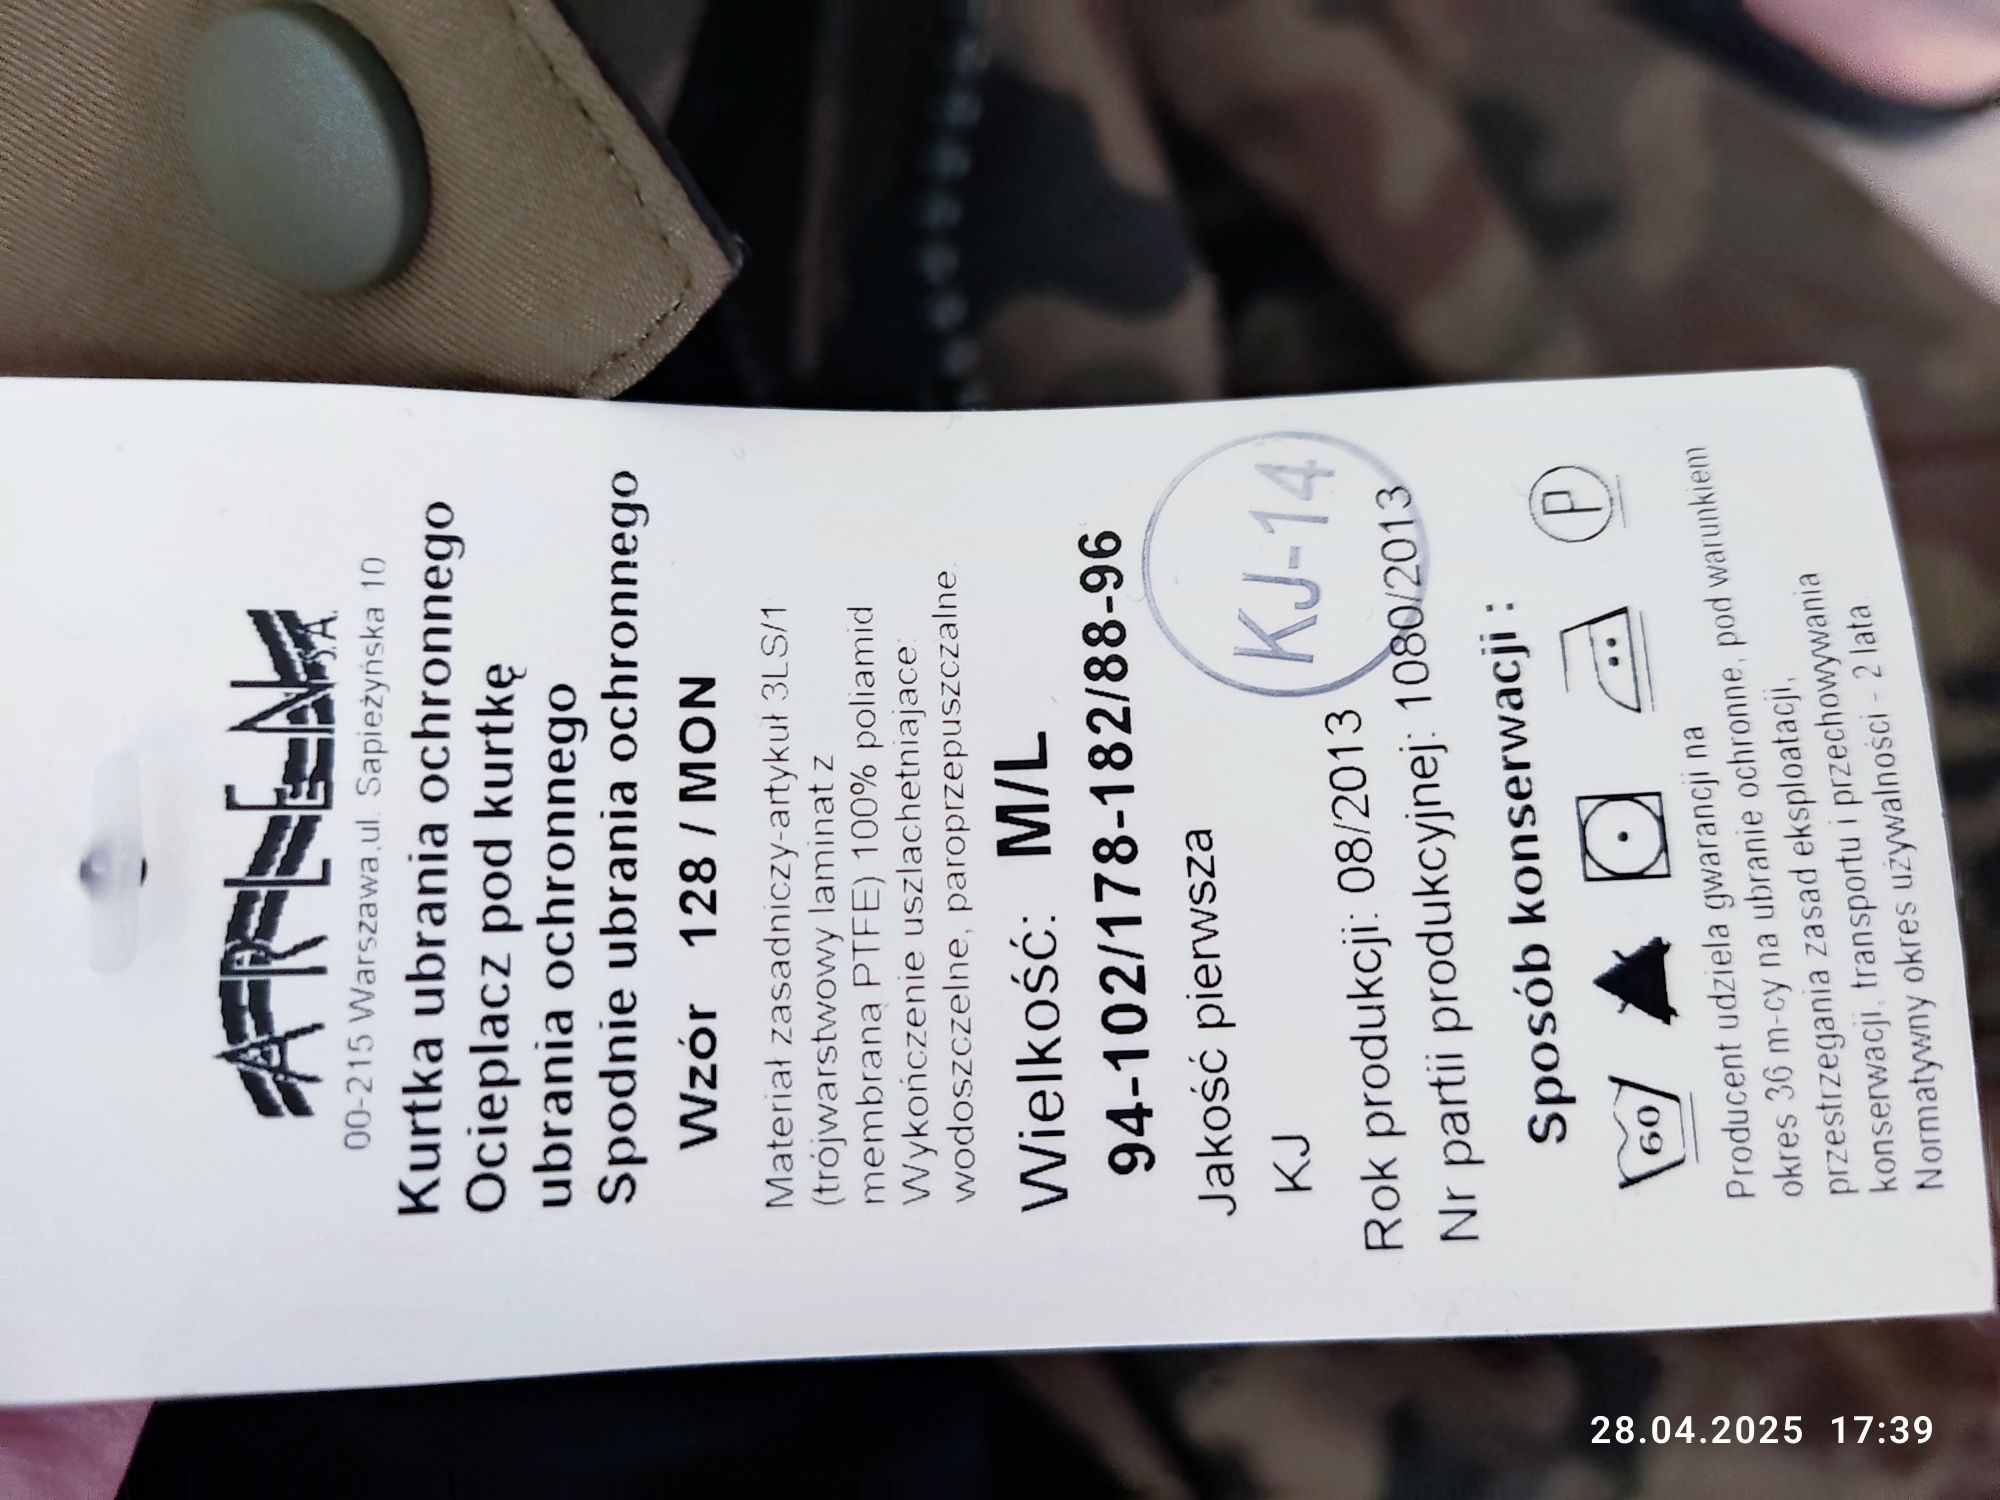 ARLEN S.A.
00-215 Warszawa,ul. Sapieżyńska 10
Kurtka ubrania ochronnego
Ocieplacz pod kurtkę
ubrania ochronnego
Spodnie ubrania ochronnego
Wzór 128 / MON
Materiał zasadniczy-artykuł 3LS/1
(trójwarstwowy laminat z
membraną PTFE) 100% poliamid
Wykończenie uszlachetniające:
wodoszczelne, paroprzepuszczalne.
Wielkość: M/L
94-102/178-182/88-96
Jakość pierwsza
KJ
KJ-14
Rok produkcji: 08/2013
Nr partii produkcyjnej: 1080/2013
Sposób konserwacji :
60
P
Producent udziela gwarancji na
okres 36 m-cy na ubranie ochronne, pod warunkiem
przestrzegania zasad eksploatacji,
konserwacji, transportu i przechowywania
Normatywny okres używalności - 2 lata.
28.04.2025 17:39